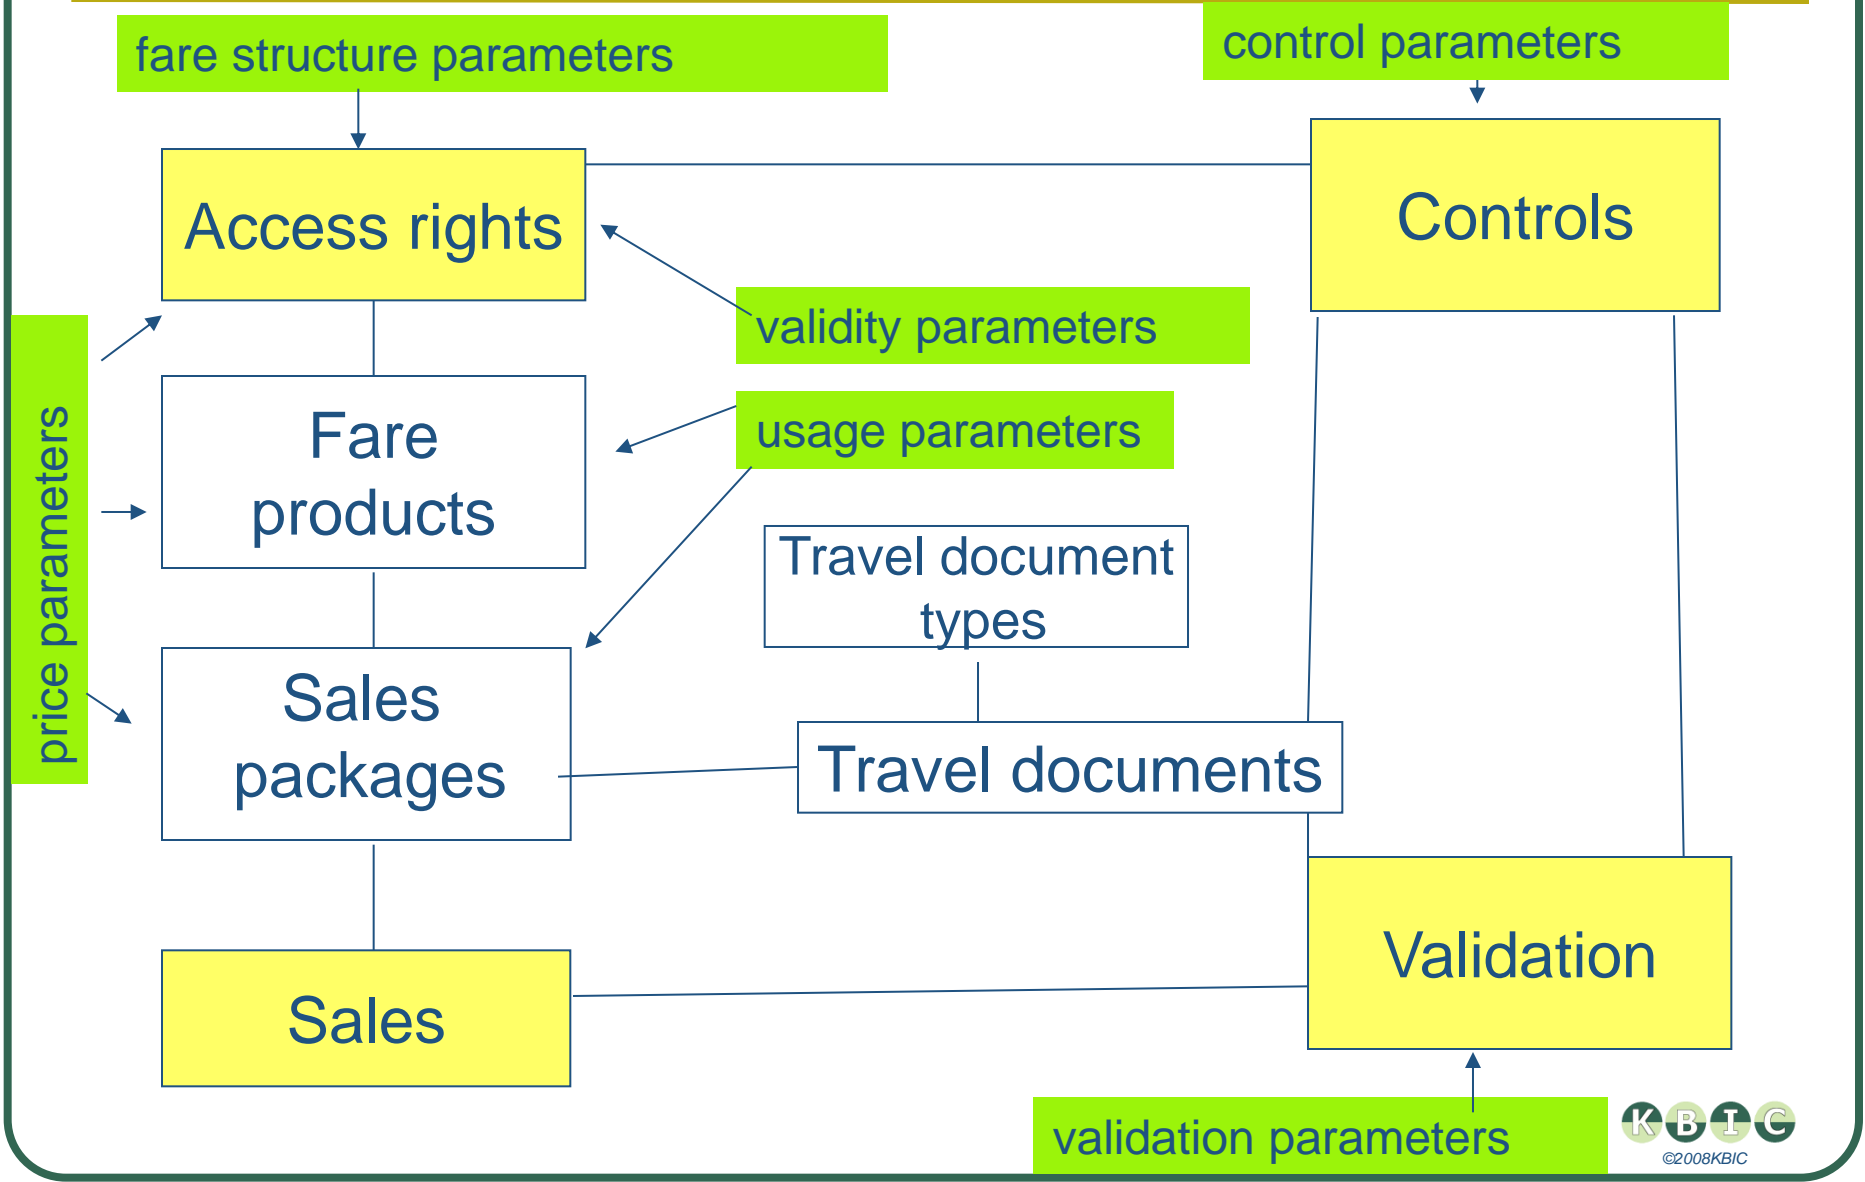 fare structure parameters
control parameters
Access rights
Controls
validity parameters
price parameters
Fare
products
usage parameters
Travel document
types
Sales
packages
Travel documents
Validation
Sales
validation parameters
KBIC
©2008KBIC